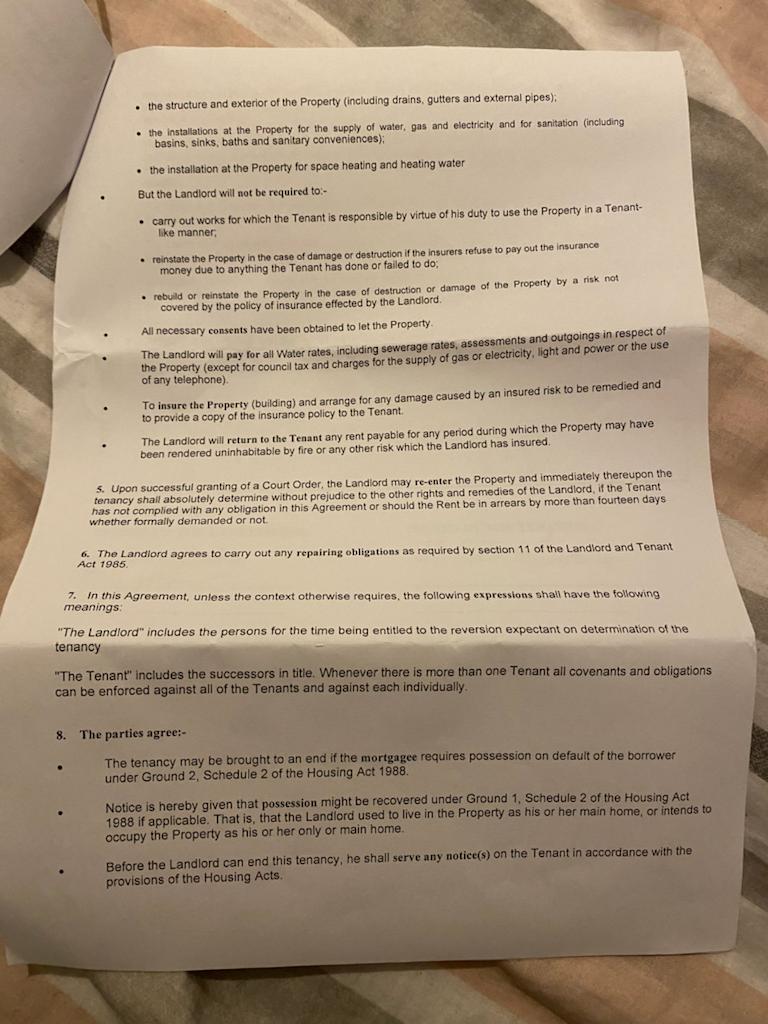 • the structure and exterior of the Property (including drains, gutters and external pipes);
• the installations at the Property for the supply of water, gas and electricity and for sanitation (including
basins, sinks, baths and sanitary conveniences);
• the installation at the Property for space heating and heating water
• But the Landlord will not be required to:-
• carry out works for which the Tenant is responsible by virtue of his duty to use the Property in a Tenant-
like manner;
• reinstate the Property in the case of damage or destruction if the insurers refuse to pay out the insurance
money due to anything the Tenant has done or failed to do;
• rebuild or reinstate the Property in the case of destruction or damage of the Property by a risk not
covered by the policy of insurance effected by the Landlord.
• All necessary consents have been obtained to let the Property.
• The Landlord will pay for all Water rates, including sewerage rates, assessments and outgoings in respect of
the Property (except for council tax and charges for the supply of gas or electricity, light and power or the use
of any telephone).
• To insure the Property (building) and arrange for any damage caused by an insured risk to be remedied and
to provide a copy of the insurance policy to the Tenant.
• The Landlord will return to the Tenant any rent payable for any period during which the Property may have
been rendered uninhabitable by fire or any other risk which the Landlord has insured.
5. Upon successful granting of a Court Order, the Landlord may re-enter the Property and immediately thereupon the
tenancy shall absolutely determine without prejudice to the other rights and remedies of the Landlord, if the Tenant
has not complied with any obligation in this Agreement or should the Rent be in arrears by more than fourteen days
whether formally demanded or not.
6. The Landlord agrees to carry out any repairing obligations as required by section 11 of the Landlord and Tenant
Act 1985.
7. In this Agreement, unless the context otherwise requires, the following expressions shall have the following
meanings:
"The Landlord" includes the persons for the time being entitled to the reversion expectant on determination of the
tenancy
"The Tenant" includes the successors in title. Whenever there is more than one Tenant all covenants and obligations
can be enforced against all of the Tenants and against each individually.
8. The parties agree:-
• The tenancy may be brought to an end if the mortgagee requires possession on default of the borrower
under Ground 2, Schedule 2 of the Housing Act 1988.
• Notice is hereby given that possession might be recovered under Ground 1, Schedule 2 of the Housing Act
1988 if applicable. That is, that the Landlord used to live in the Property as his or her main home, or intends to
occupy the Property as his or her only or main home.
• Before the Landlord can end this tenancy, he shall serve any notice(s) on the Tenant in accordance with the
provisions of the Housing Acts.